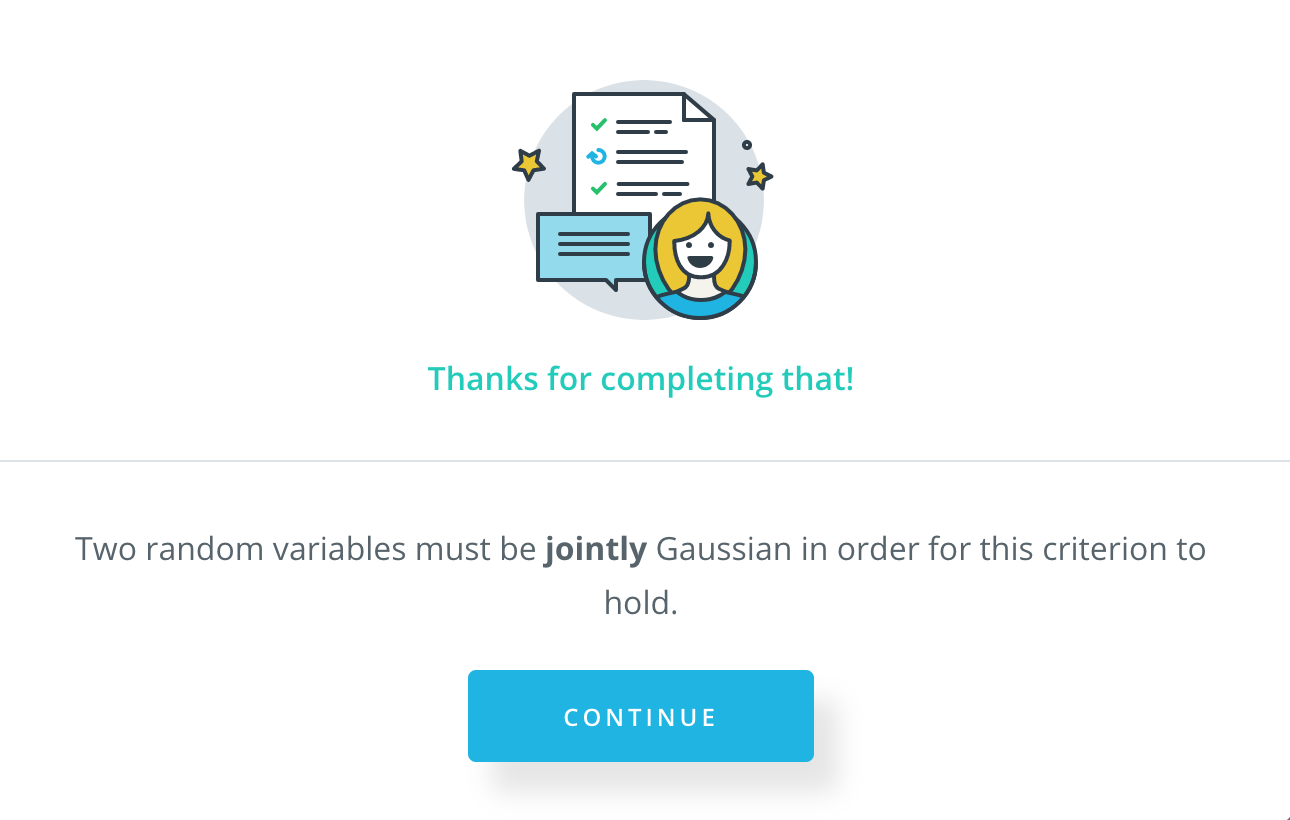 Thanks for completing that!
Two random variables must be jointly Gaussian in order for this criterion to
hold.
CONTINUE